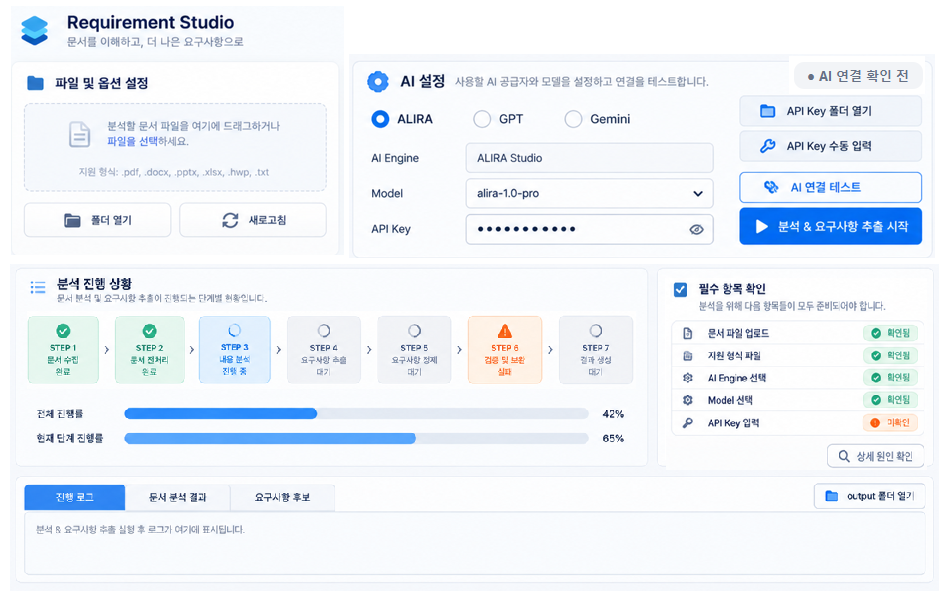 Requirement Studio
문서를 이해하고, 더 나은 요구사항으로
파일 및 옵션 설정
분석할 문서 파일을 여기에 드래그하거나
파일을 선택하세요.
지원 형식: .pdf, .docx, .pptx, .xlsx, .hwp, .txt
폴더 열기
새로고침
AI 설정
사용할 AI 공급자와 모델을 설정하고 연결을 테스트합니다.
● AI 연결 확인 전
ALIRA
GPT
Gemini
AI Engine
ALIRA Studio
Model
alira-1.0-pro
API Key
●●●●●●●●●●●
API Key 폴더 열기
API Key 수동 입력
AI 연결 테스트
분석 & 요구사항 추출 시작
분석 진행 상황
문서 분석 및 요구사항 추출이 진행되는 단계별 현황입니다.
STEP 1
문서 수집
완료
STEP 2
문서 전처리
완료
STEP 3
내용 분석
진행 중
STEP 4
요구사항 추출
대기
STEP 5
요구사항 정제
대기
STEP 6
검증 및 보완
실패
STEP 7
결과 생성
대기
전체 진행률
42%
현재 단계 진행률
65%
필수 항목 확인
분석을 위해 다음 항목들이 모두 준비되어야 합니다.
문서 파일 업로드
확인됨
지원 형식 파일
확인됨
AI Engine 선택
확인됨
Model 선택
확인됨
API Key 입력
미확인
상세 원인 확인
진행 로그
문서 분석 결과
요구사항 후보
output 폴더 열기
분석 & 요구사항 추출 실행 후 로그가 여기에 표시됩니다.